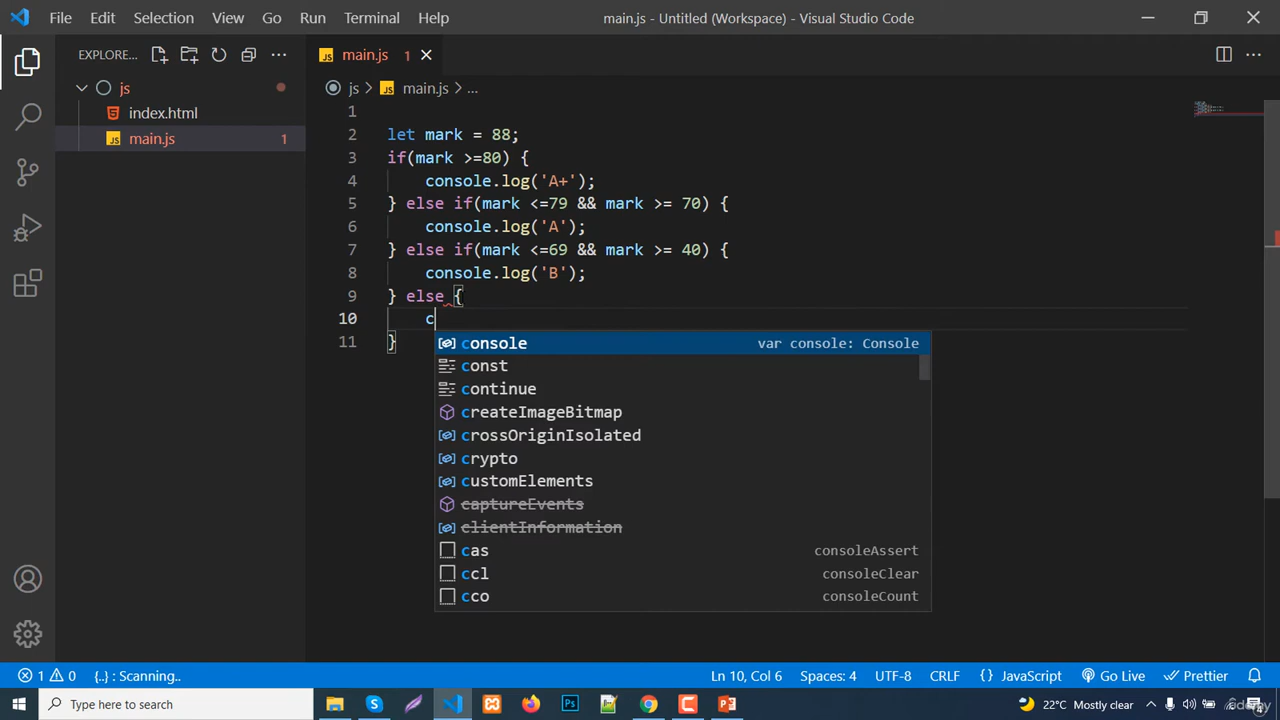 File Edit Selection View Go Run Terminal Help main.js - Untitled (Workspace) - Visual Studio Code
EXPLORE... main.js 1
js js > main.js > ...
index.html
main.js 1
1
2 let mark = 88;
3 if(mark >=80) {
4 console.log('A+');
5 } else if(mark <=79 && mark >= 70) {
6 console.log('A');
7 } else if(mark <=69 && mark >= 40) {
8 console.log('B');
9 } else {
10 c
11 }
console var console: Console
const
continue
createImageBitmap
crossOriginIsolated
crypto
customElements
captureEvents
clientInformation
cas consoleAssert
ccl consoleClear
cco consoleCount
1 0 {..} : Scanning.. Ln 10, Col 6 Spaces: 4 UTF-8 CRLF {} JavaScript Go Live Prettier
Type here to search 22°C Mostly clear